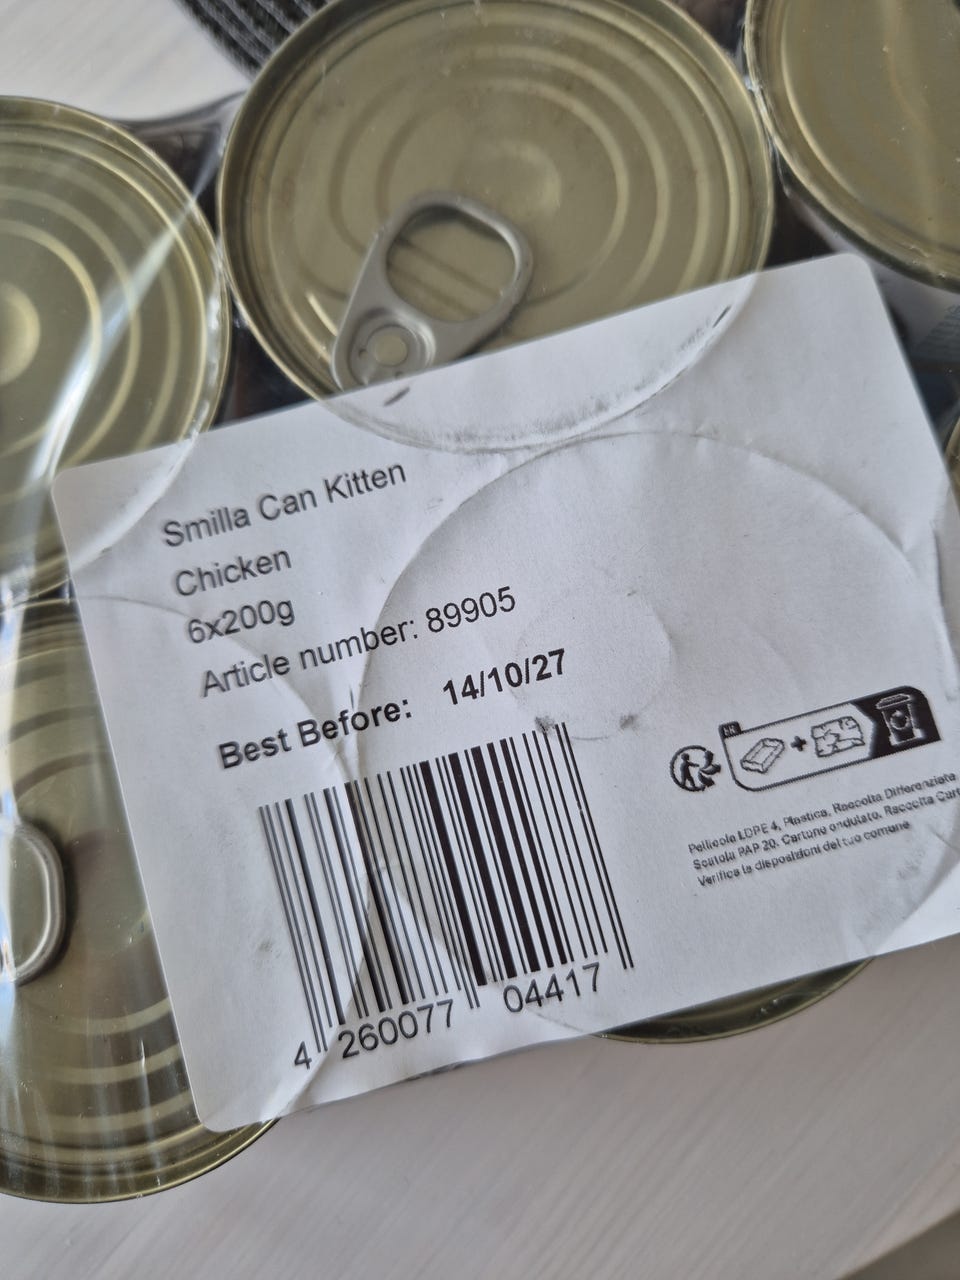 Smilla Can Kitten
Chicken
6x200g
Article number: 89905
Best Before: 14/10/27
FR
+
Pellicola LDPE 4, Plastica, Raccolta Differenziata
Scatola PAP 20, Cartone ondulato, Raccolta
Verifica le disposizioni del tuo comune
4 260077 04417